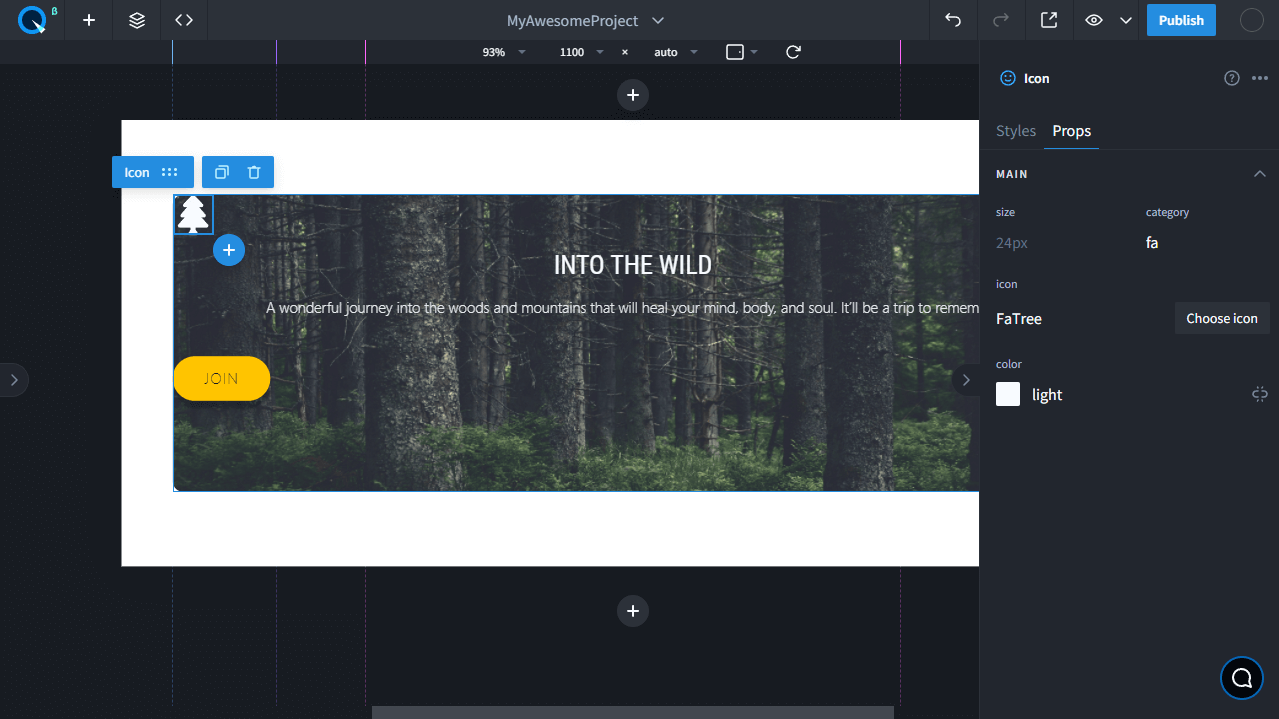 β
MyAwesomeProject
Publish
93%
1100
×
auto
Icon
Styles
Props
MAIN
size
category
24px
fa
icon
FaTree
Choose icon
color
light
Icon
INTO THE WILD
A wonderful journey into the woods and mountains that will heal your mind, body, and soul. It'll be a trip to remem
JOIN